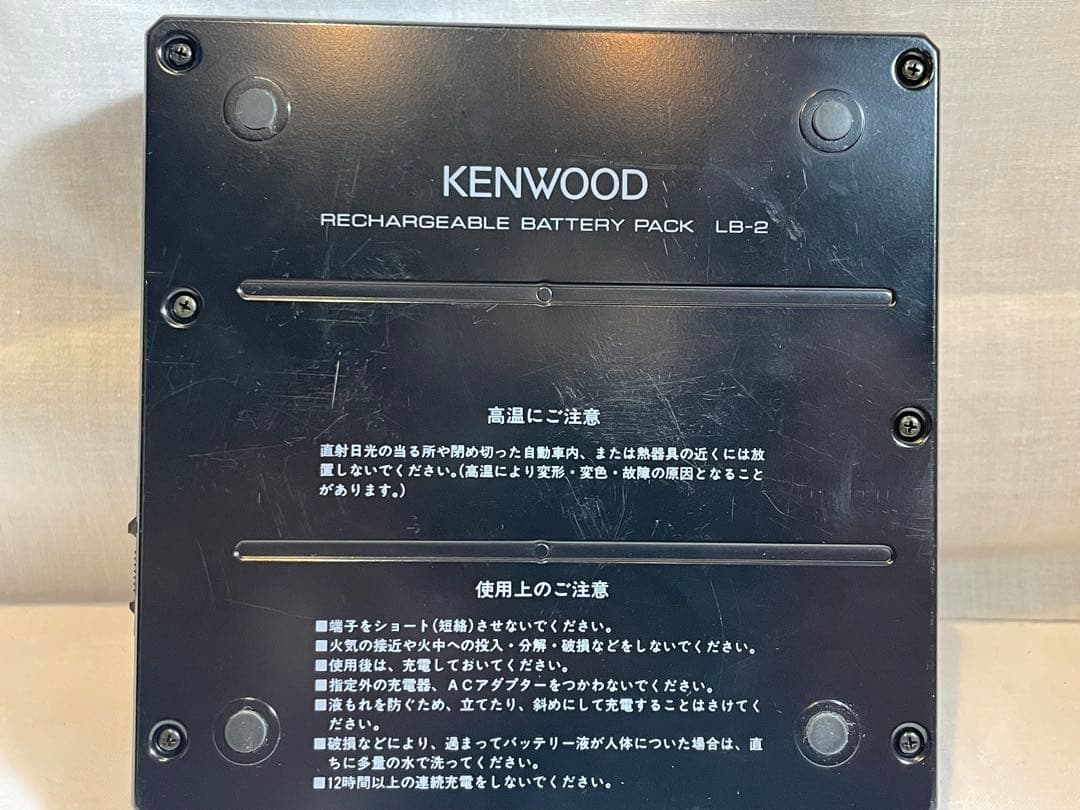 KENWOOD
RECHARGEABLE BATTERY PACK LB-2
高温にご注意
直射日光の当る所や閉め切った自動車内、または熱器具の近くには放
置しないでください。(高温により変形・変色・故障の原因となること
があります。)
使用上のご注意
■端子をショート(短絡)させないでください。
■火気の接近や火中への投入・分解・破損などをしないでください。
■使用後は、充電しておいてください。
■指定外の充電器、ACアダプターをつかわないでください。
■液もれを防ぐため、立てたり、斜めにして充電することはさけてく
ださい。
■破損などにより、過まってバッテリー液が人体についた場合は、直
ちに多量の水で洗ってください。
■12時間以上の連続充電をしないでください。